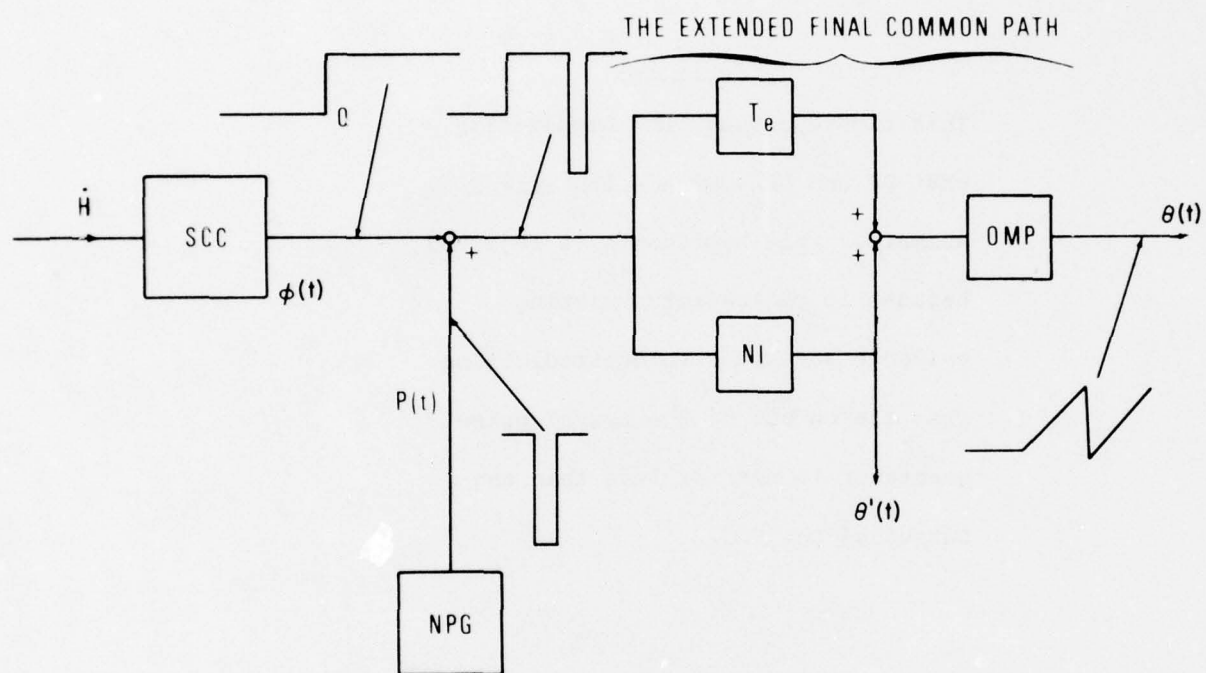 THE EXTENDED FINAL COMMON PATH
T_e
Q
Ḣ
SCC
+
+
+
OMP
θ(t)
ϕ(t)
NI
P(t)
θ'(t)
NPG